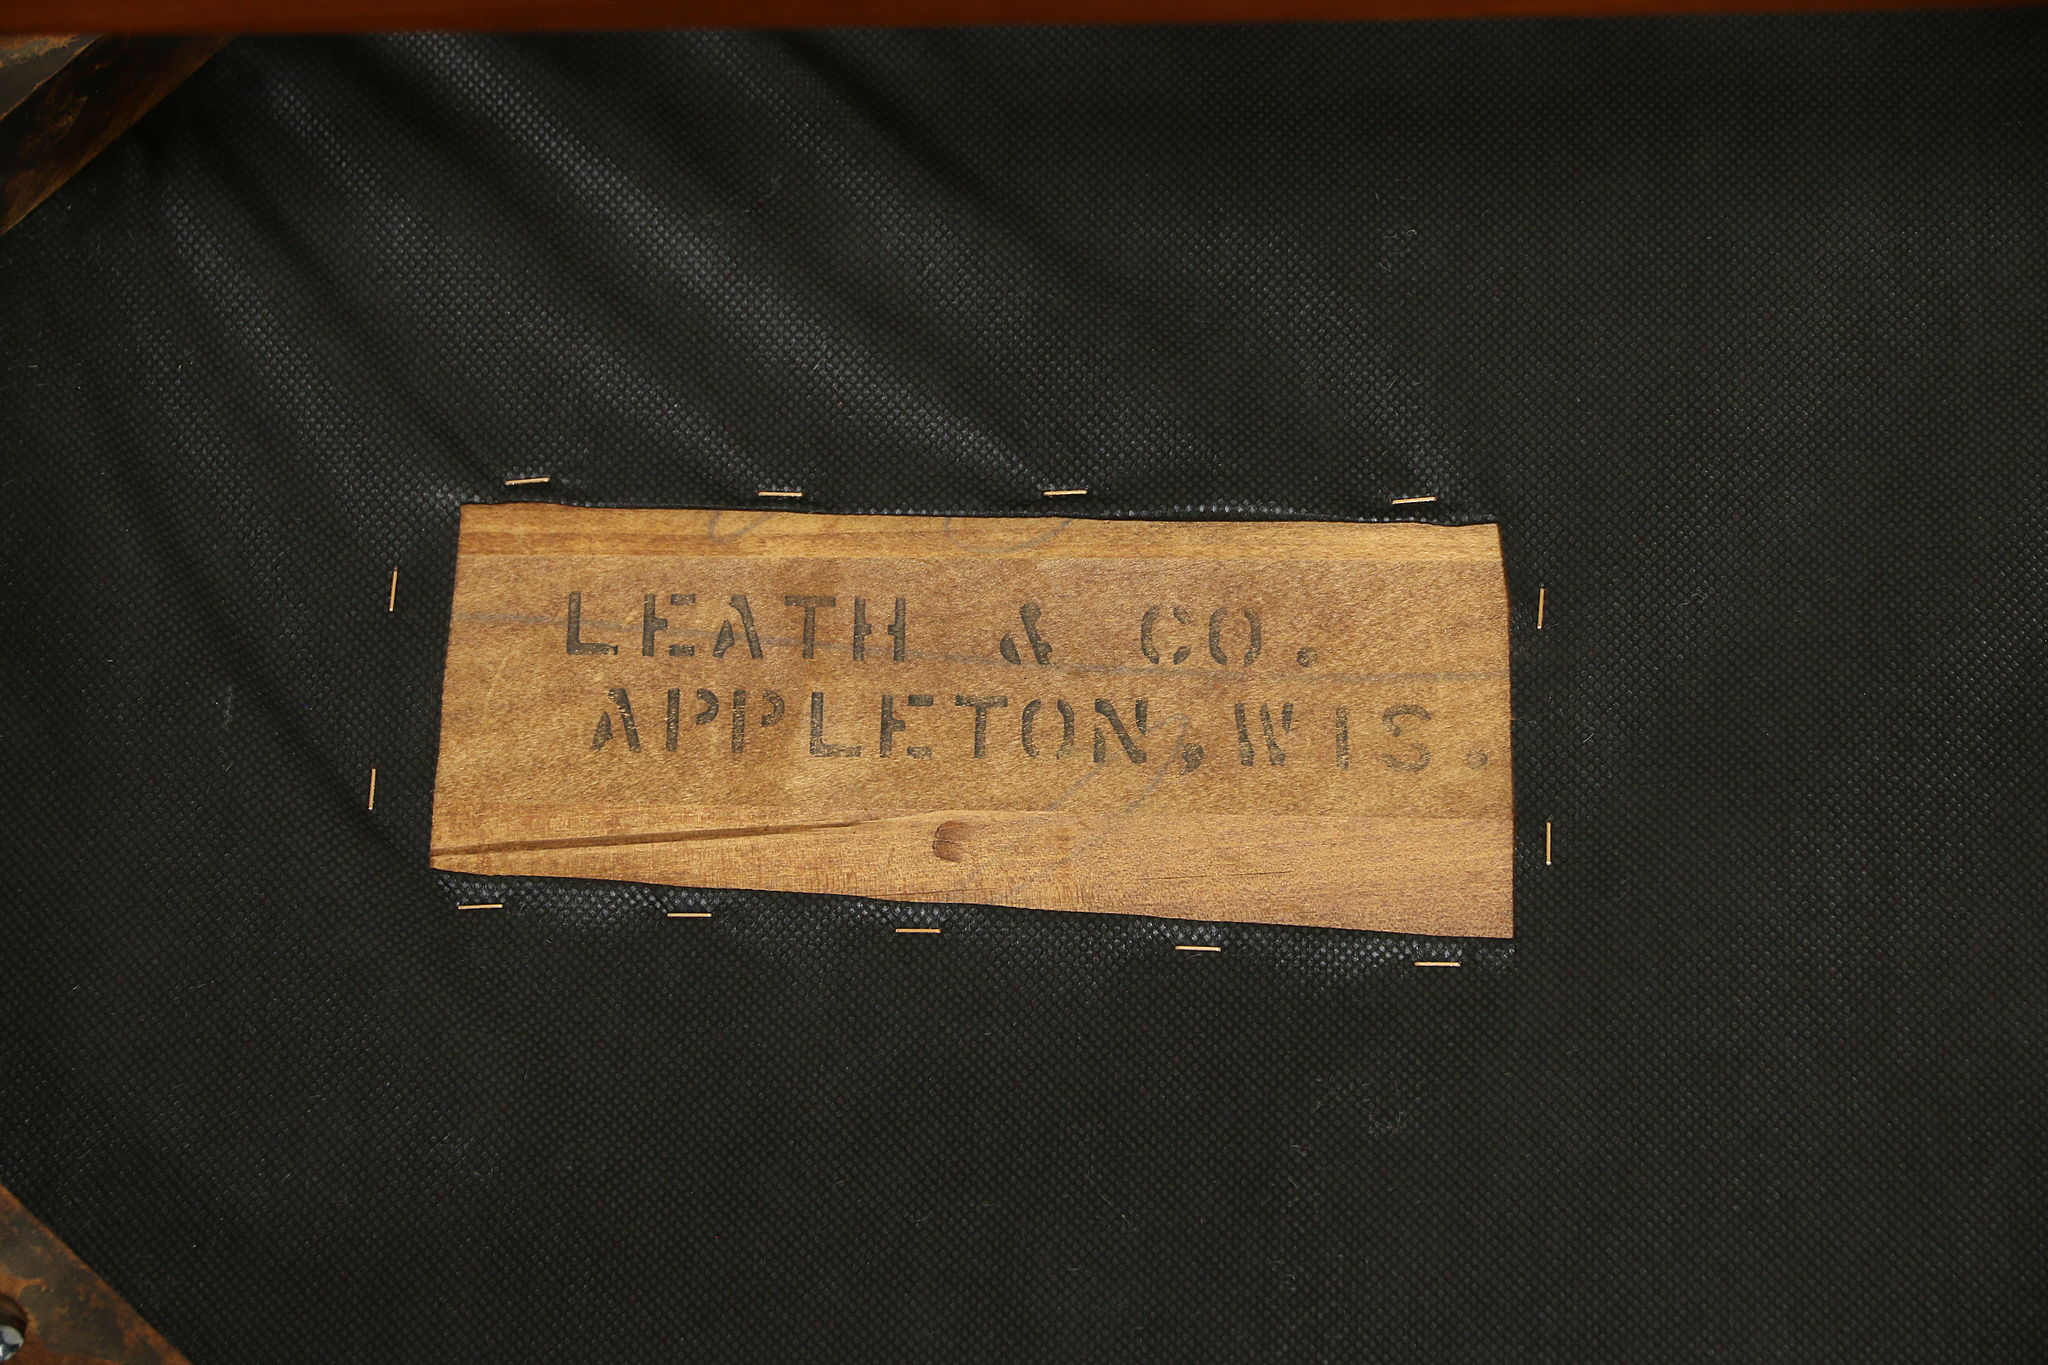 LEATH & CO.
APPLETON, WIS.